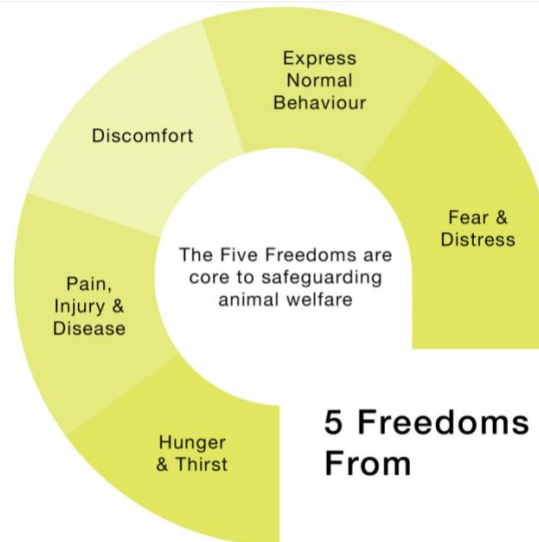 Express
Normal
Behaviour
Discomfort
Fear &
Distress
The Five Freedoms are
core to safeguarding
animal welfare
Pain,
Injury &
Disease
Hunger
& Thirst
5 Freedoms
From